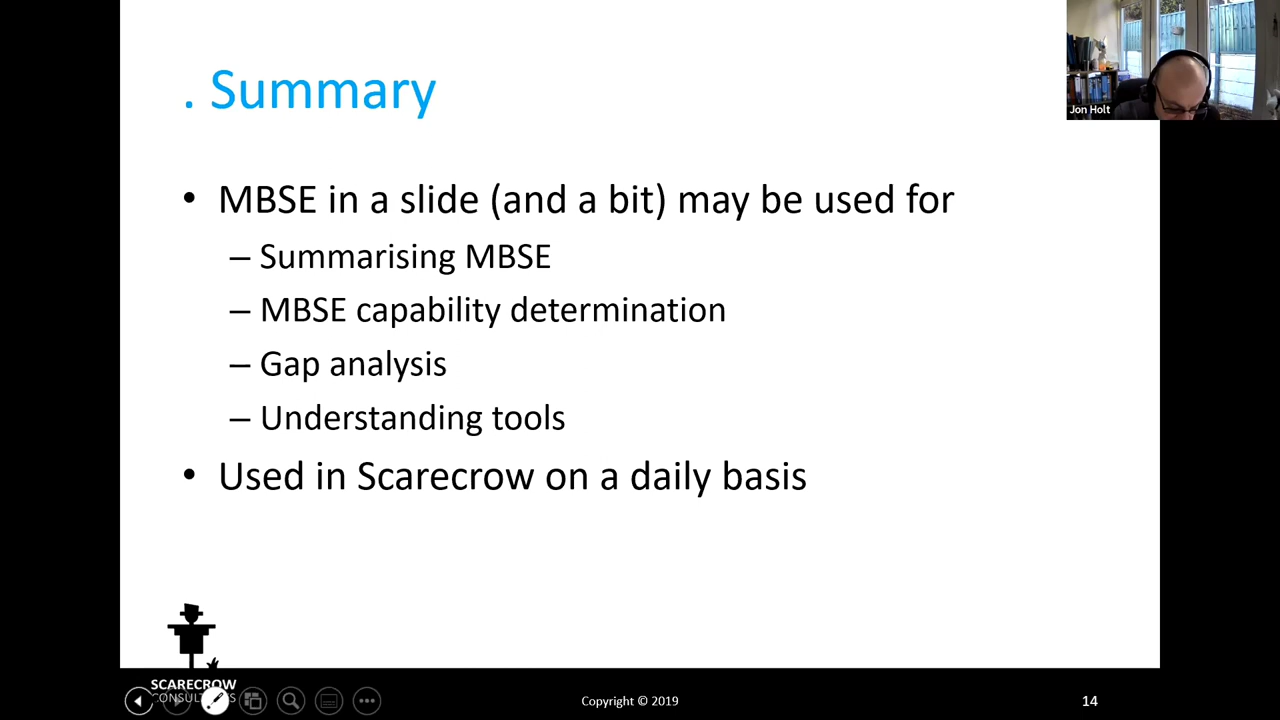 . Summary
Jon Holt
• MBSE in a slide (and a bit) may be used for
– Summarising MBSE
– MBSE capability determination
– Gap analysis
– Understanding tools
• Used in Scarecrow on a daily basis
SCARECROW
Copyright © 2019
14